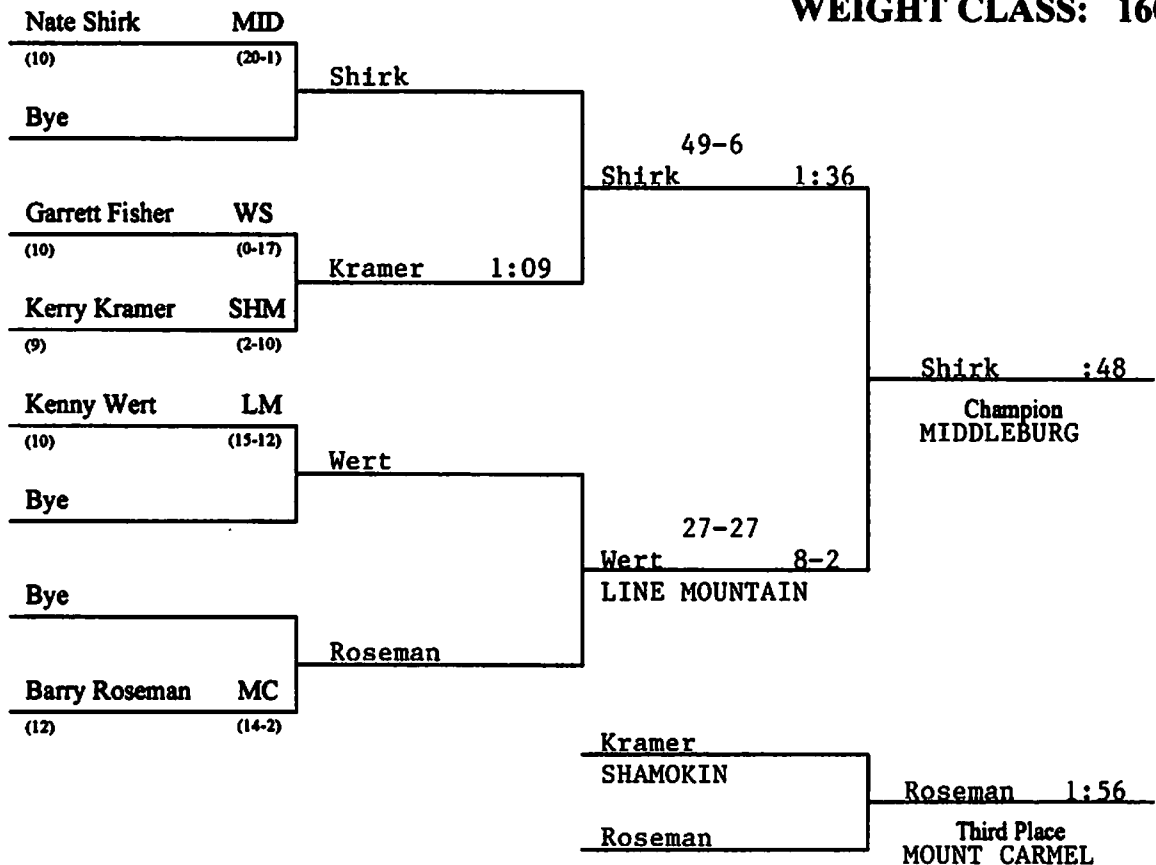 WEIGHT CLASS:
Nate Shirk MID
(10) (20-1)
Shirk
Bye
49-6
Shirk 1:36
Garrett Fisher WS
(10) (0-17)
Kramer 1:09
Kerry Kramer SHM
(9) (2-10)
Shirk :48
Champion
MIDDLEBURG
Kenny Wert LM
(10) (15-12)
Wert
Bye
27-27
Wert 8-2
LINE MOUNTAIN
Bye
Roseman
Barry Roseman MC
(12) (14-2)
Kramer
SHAMOKIN
Roseman 1:56
Third Place
MOUNT CARMEL
Roseman